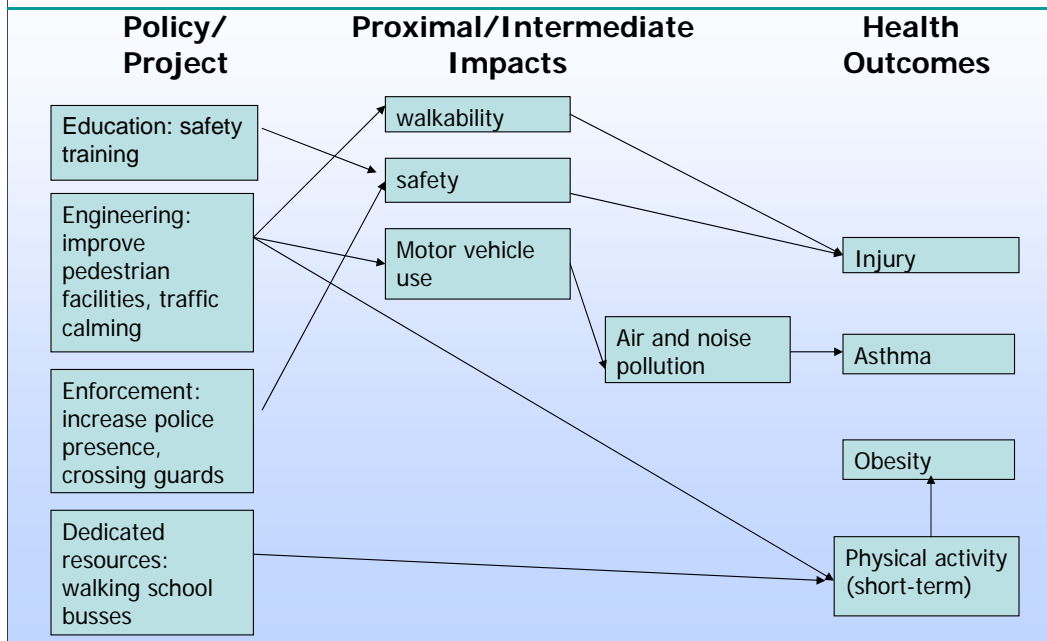 Policy/
Project
Proximal/Intermediate
Impacts
Health
Outcomes
Education: safety
training
Engineering:
improve
pedestrian
facilities, traffic
calming
Enforcement:
increase police
presence,
crossing guards
Dedicated
resources:
walking school
busses
walkability
safety
Motor vehicle
use
Air and noise
pollution
Injury
Asthma
Obesity
Physical activity
(short-term)